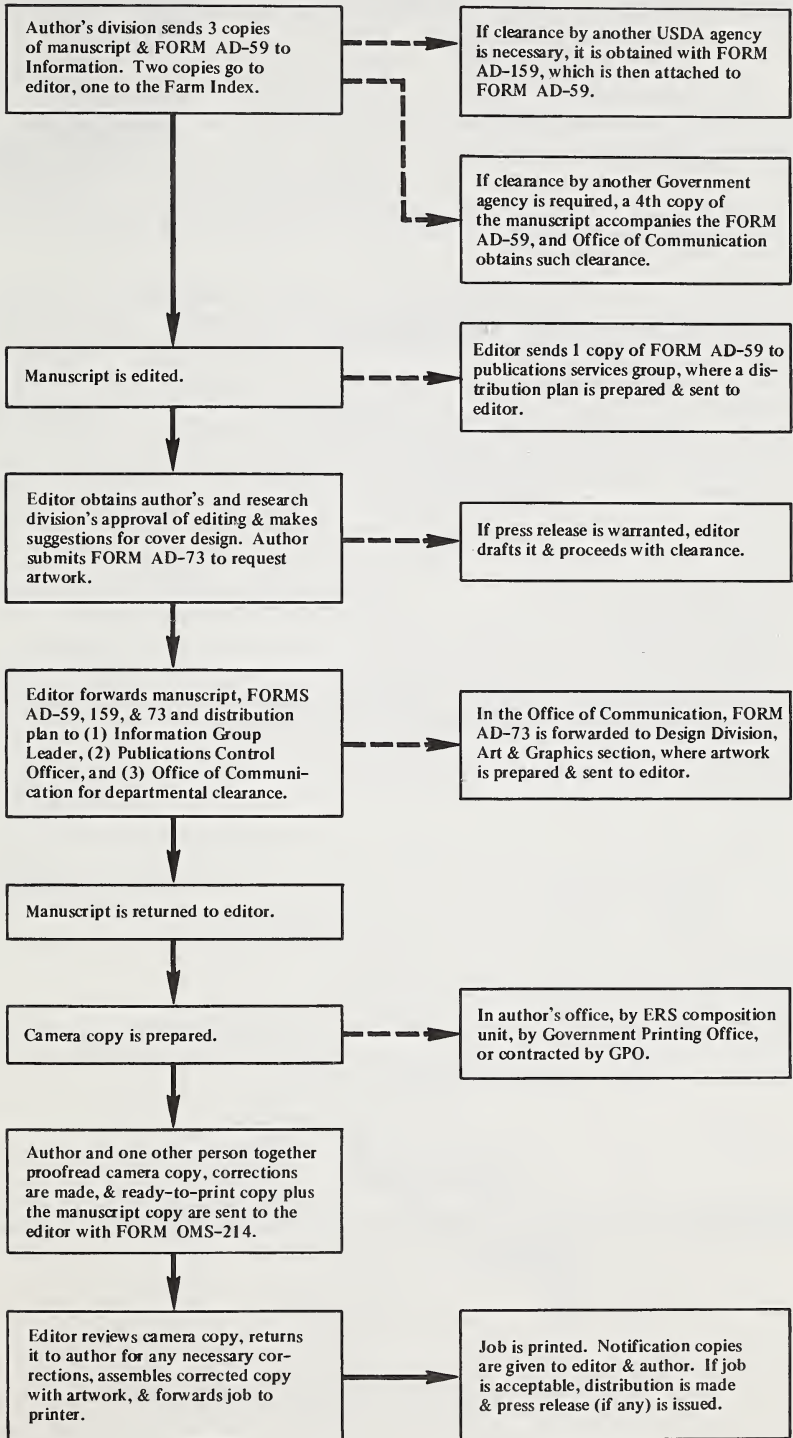 Author's division sends 3 copies
of manuscript & FORM AD-59 to
Information. Two copies go to
editor, one to the Farm Index.
If clearance by another USDA agency
is necessary, it is obtained with FORM
AD-159, which is then attached to
FORM AD-59.
If clearance by another Government
agency is required, a 4th copy of
the manuscript accompanies the FORM
AD-59, and Office of Communication
obtains such clearance.
Manuscript is edited.
Editor sends 1 copy of FORM AD-59 to
publications services group, where a dis-
tribution plan is prepared & sent to
editor.
Editor obtains author's and research
division's approval of editing & makes
suggestions for cover design. Author
submits FORM AD-73 to request
artwork.
If press release is warranted, editor
drafts it & proceeds with clearance.
Editor forwards manuscript, FORMS
AD-59, 159, & 73 and distribution
plan to (1) Information Group
Leader, (2) Publications Control
Officer, and (3) Office of Communi-
cation for departmental clearance.
In the Office of Communication, FORM
AD-73 is forwarded to Design Division,
Art & Graphics section, where artwork
is prepared & sent to editor.
Manuscript is returned to editor.
Camera copy is prepared.
In author's office, by ERS composition
unit, by Government Printing Office,
or contracted by GPO.
Author and one other person together
proofread camera copy, corrections
are made, & ready-to-print copy plus
the manuscript copy are sent to the
editor with FORM OMS-214.
Editor reviews camera copy, returns
it to author for any necessary cor-
rections, assembles corrected copy
with artwork, & forwards job to
printer.
Job is printed. Notification copies
are given to editor & author. If job
is acceptable, distribution is made
& press release (if any) is issued.